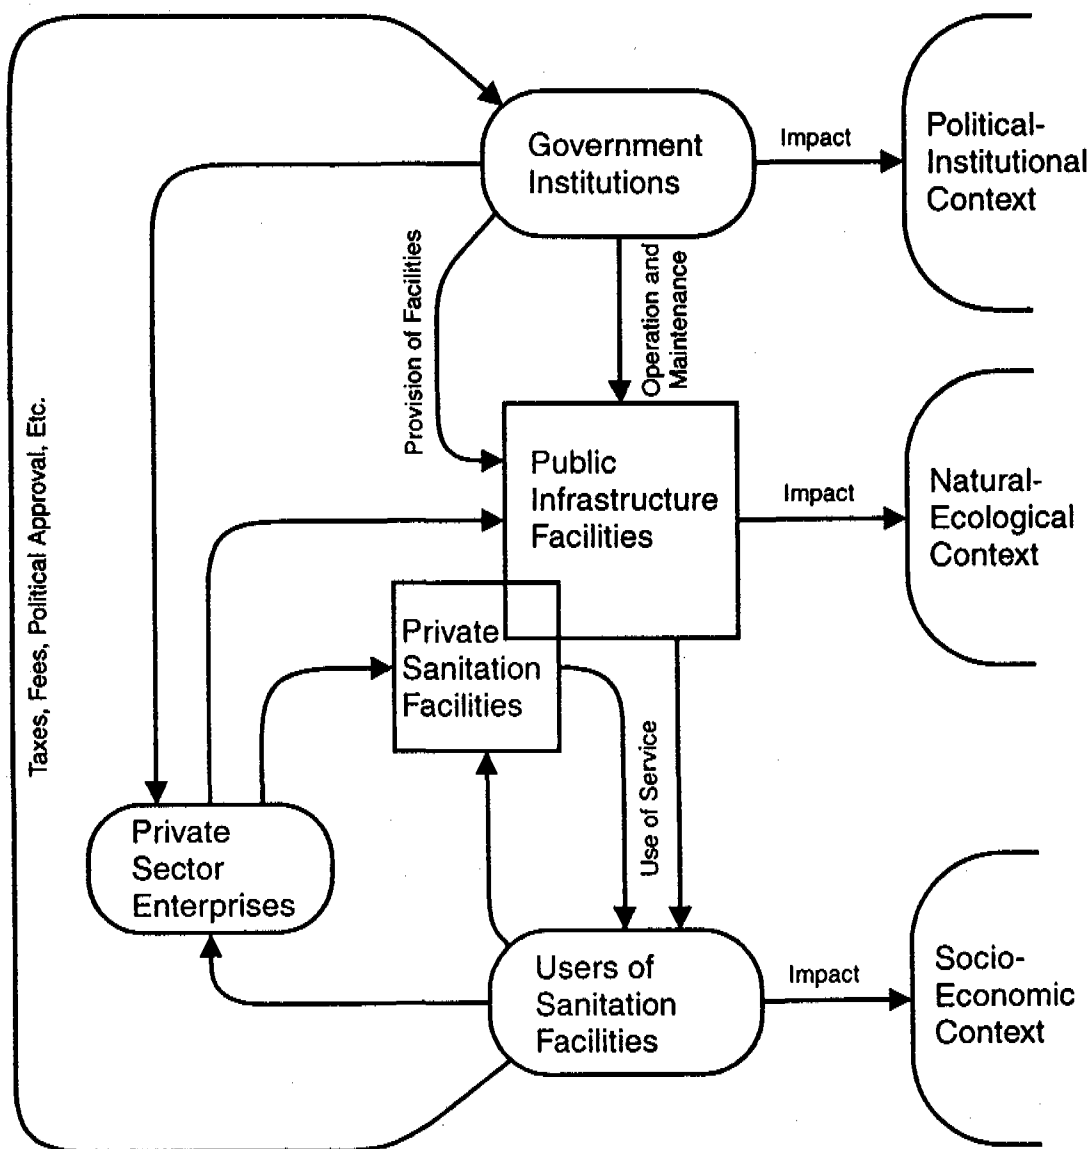 Government
Institutions
Impact
Political-
Institutional
Context
Provision of Facilities
Operation and
Maintenance
Taxes, Fees, Political Approval, Etc.
Public
Infrastructure
Facilities
Impact
Natural-
Ecological
Context
Private
Sanitation
Facilities
Use of Service
Private
Sector
Enterprises
Users of
Sanitation
Facilities
Impact
Socio-
Economic
Context